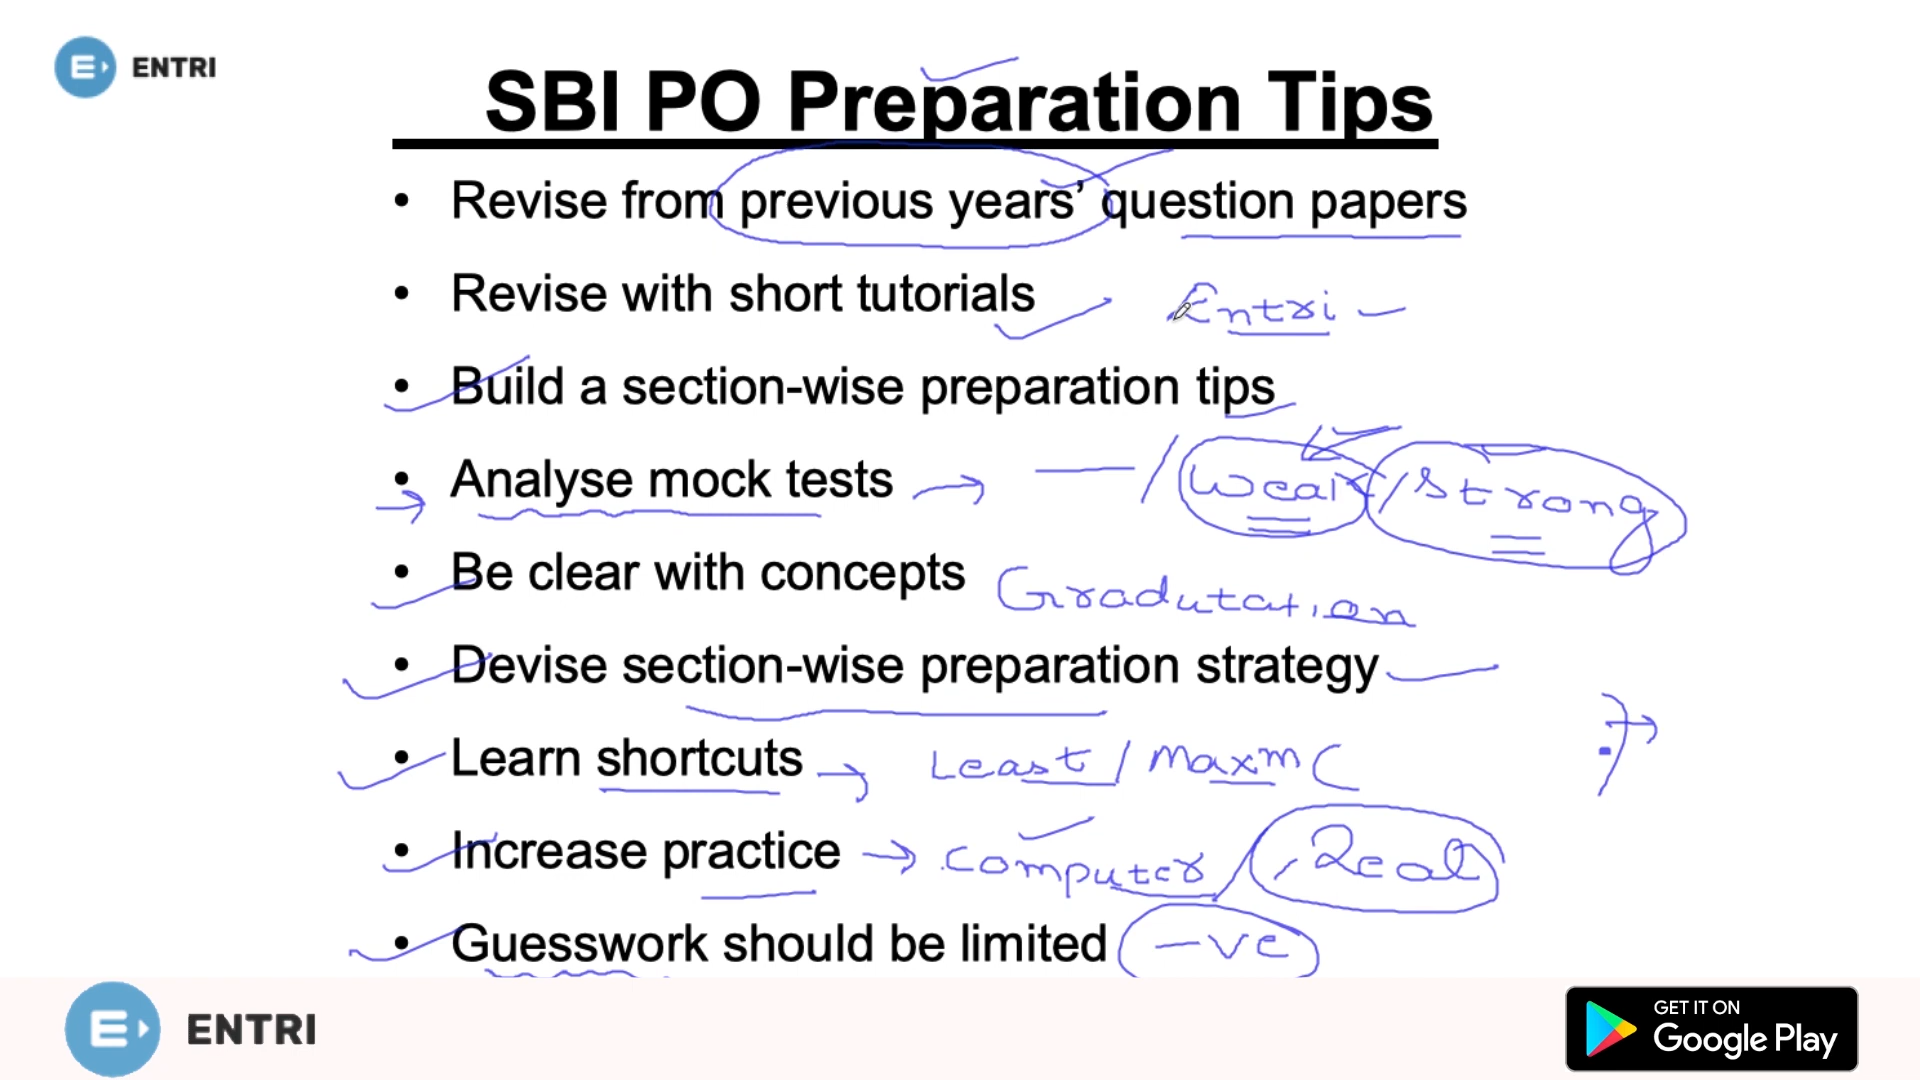 ENTRI
SBI PO Preparation Tips
• Revise from previous years’ question papers
• Revise with short tutorials Entri
• Build a section-wise preparation tips
• Analyse mock tests → — / Weak / Strong
• Be clear with concepts Gradutation
• Devise section-wise preparation strategy
• Learn shortcuts → Least / Maxm
• Increase practice → Computer / Real
• Guesswork should be limited -ve
ENTRI
GET IT ON
Google Play